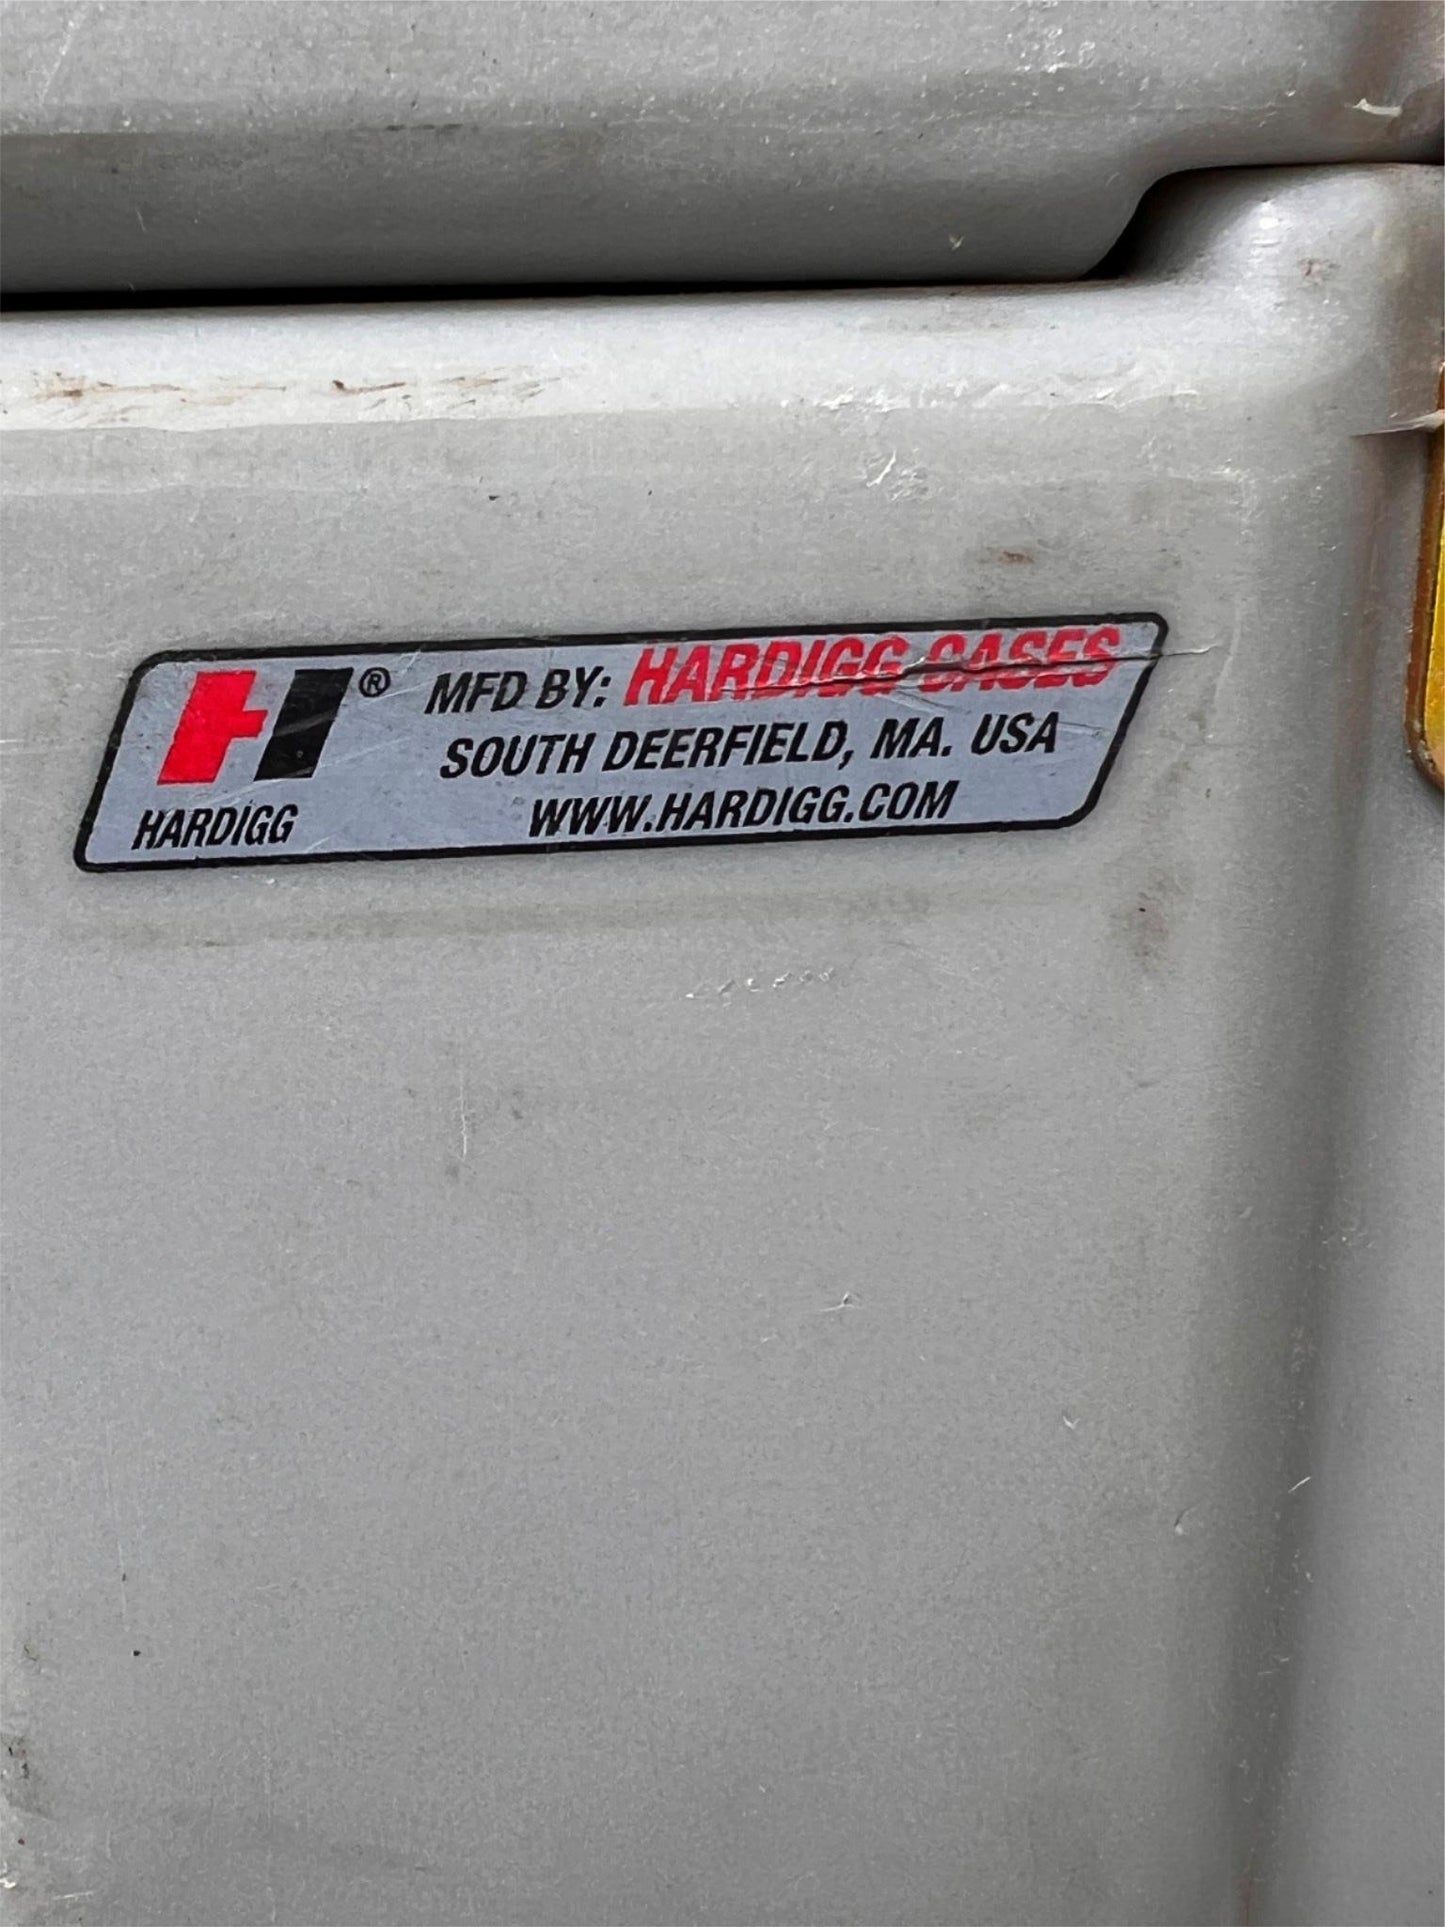 H®
HARDIGG
MFD BY: HARDIGG CASES
SOUTH DEERFIELD, MA. USA
WWW.HARDIGG.COM